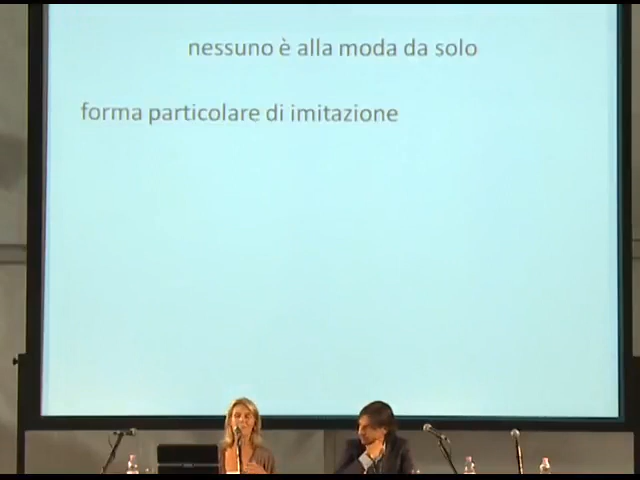 nessuno è alla moda da solo
forma particolare di imitazione